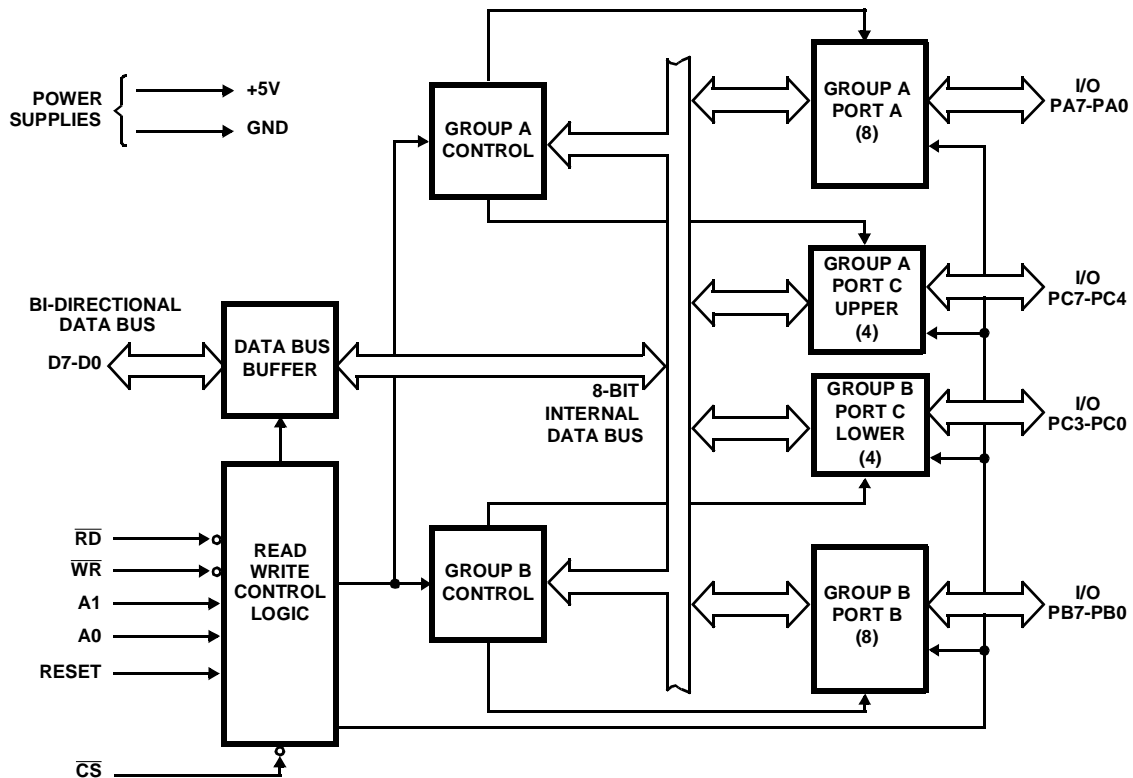 POWER
SUPPLIES
+5V
GND
GROUP A
CONTROL
GROUP A
PORT A
(8)
I/O
PA7-PA0
GROUP A
PORT C
UPPER
(4)
I/O
PC7-PC4
BI-DIRECTIONAL
DATA BUS
D7-D0
DATA BUS
BUFFER
8-BIT
INTERNAL
DATA BUS
GROUP B
PORT C
LOWER
(4)
I/O
PC3-PC0
RD
WR
A1
A0
RESET
CS
READ
WRITE
CONTROL
LOGIC
GROUP B
CONTROL
GROUP B
PORT B
(8)
I/O
PB7-PB0